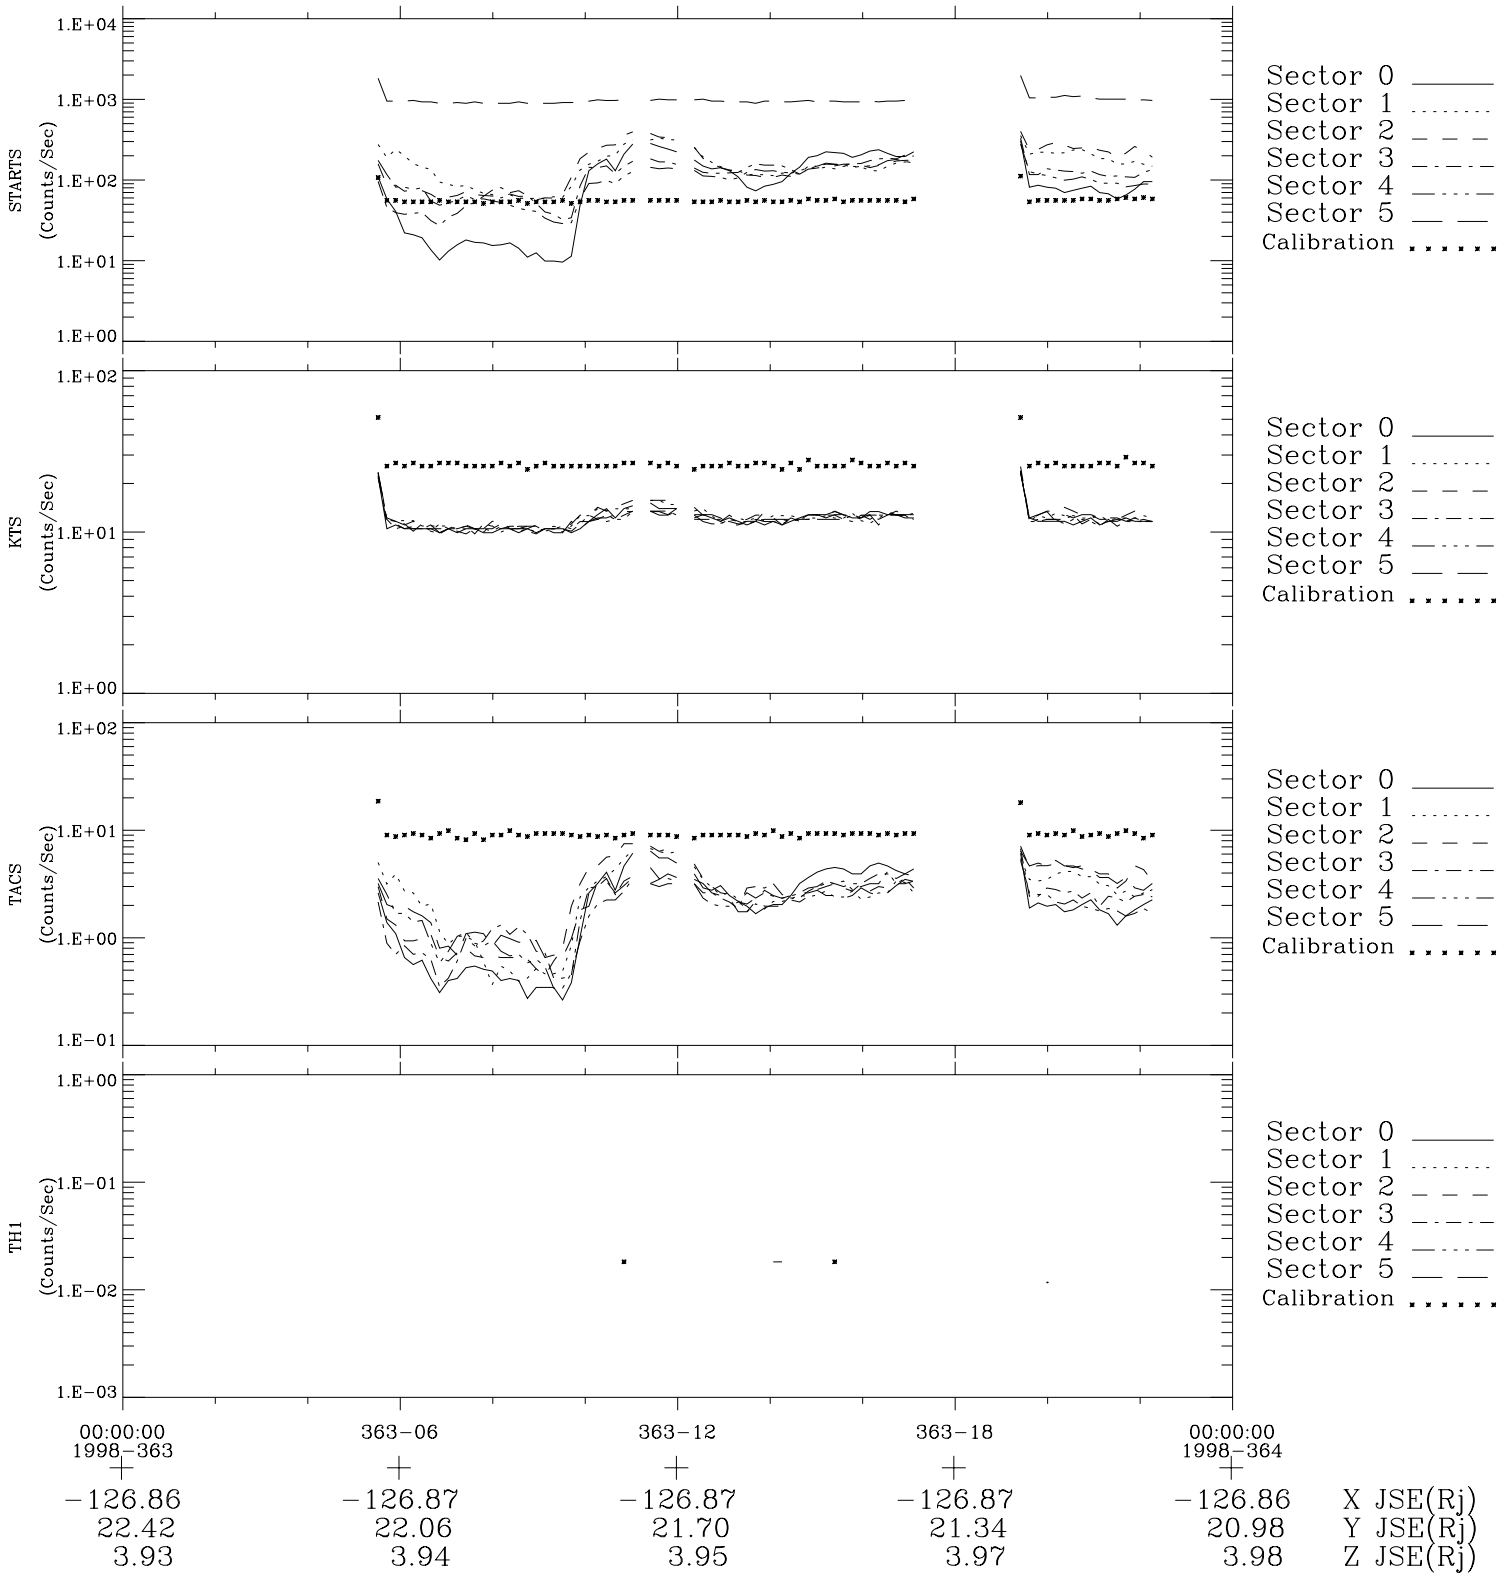 1.E+04
1.E+03
1.E+02
1.E+01
1.E+00
STARTS
(Counts/Sec)
Sector 0
Sector 1
Sector 2
Sector 3
Sector 4
Sector 5
Calibration
1.E+02
1.E+01
1.E+00
KTS
(Counts/Sec)
Sector 0
Sector 1
Sector 2
Sector 3
Sector 4
Sector 5
Calibration
1.E+02
1.E+01
1.E+00
1.E-01
TACS
(Counts/Sec)
Sector 0
Sector 1
Sector 2
Sector 3
Sector 4
Sector 5
Calibration
1.E+00
1.E-01
1.E-02
1.E-03
TH1
(Counts/Sec)
Sector 0
Sector 1
Sector 2
Sector 3
Sector 4
Sector 5
Calibration
00:00:00 363-06 363-12 363-18 00:00:00
1998-363 1998-364
-126.86 -126.87 -126.87 -126.87 -126.86 X JSE(Rj)
22.42 22.06 21.70 21.34 20.98 Y JSE(Rj)
3.93 3.94 3.95 3.97 3.98 Z JSE(Rj)